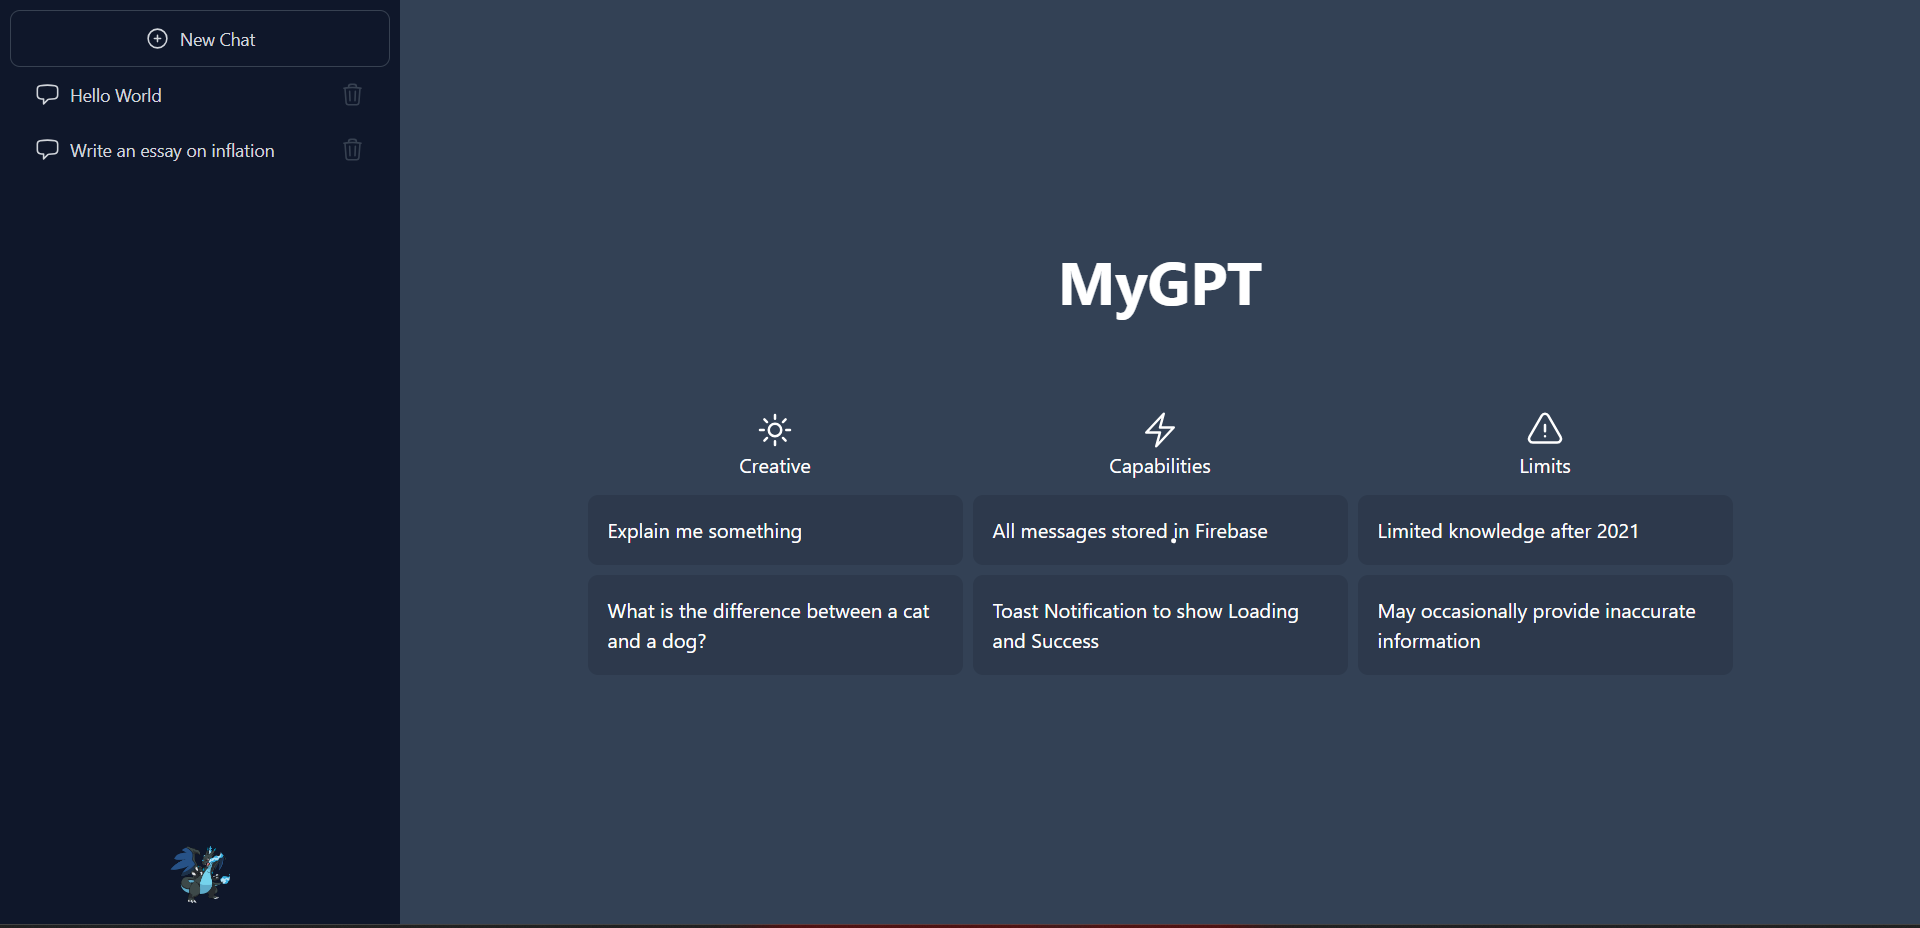 New Chat
Hello World
Write an essay on inflation
MyGPT
Creative
Explain me something
What is the difference between a cat
and a dog?
Capabilities
All messages stored in Firebase
Toast Notification to show Loading
and Success
Limits
Limited knowledge after 2021
May occasionally provide inaccurate
information